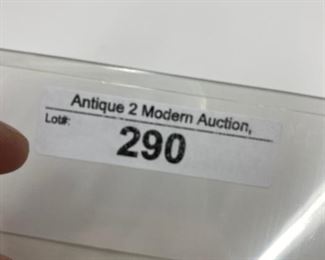 Antique 2 Modern Auction,
Lot#:
290